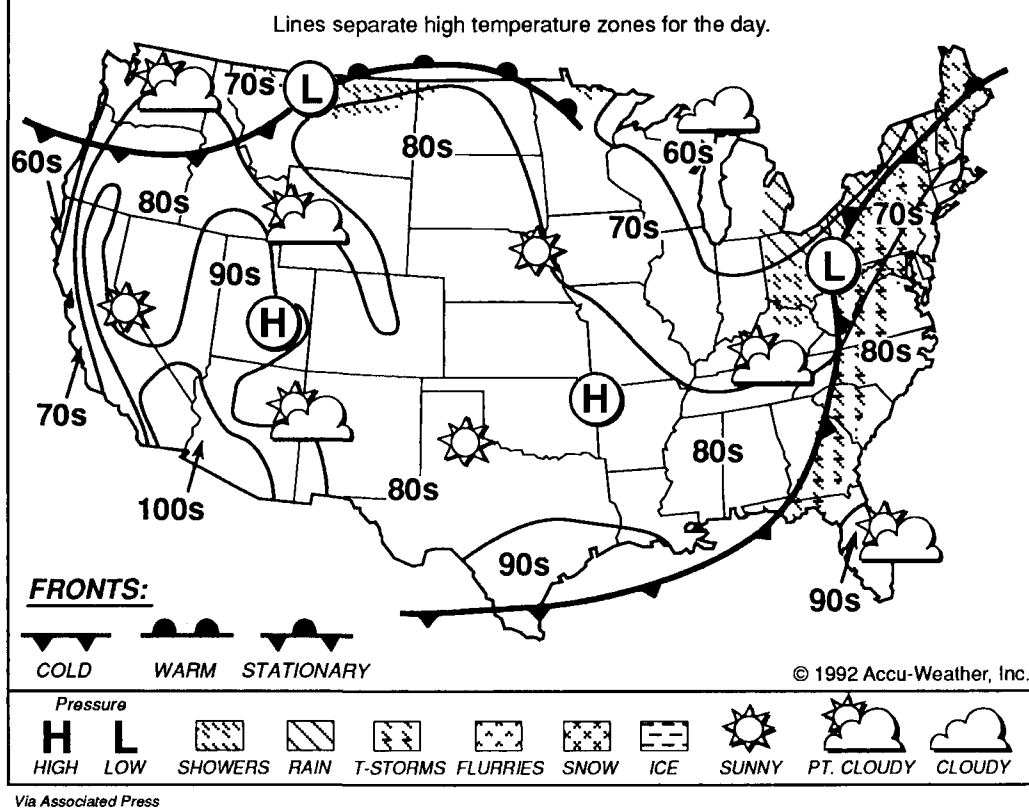 Lines separate high temperature zones for the day.
70s
L
60s
80s
60s
80s
70s
70s
90s
L
H
80s
70s
H
80s
80s
100s
90s
90s
FRONTS:
COLD WARM STATIONARY
© 1992 Accu-Weather, Inc.
Pressure
H L
HIGH LOW SHOWERS RAIN T-STORMS FLURRIES SNOW ICE SUNNY PT. CLOUDY CLOUDY
Via Associated Press